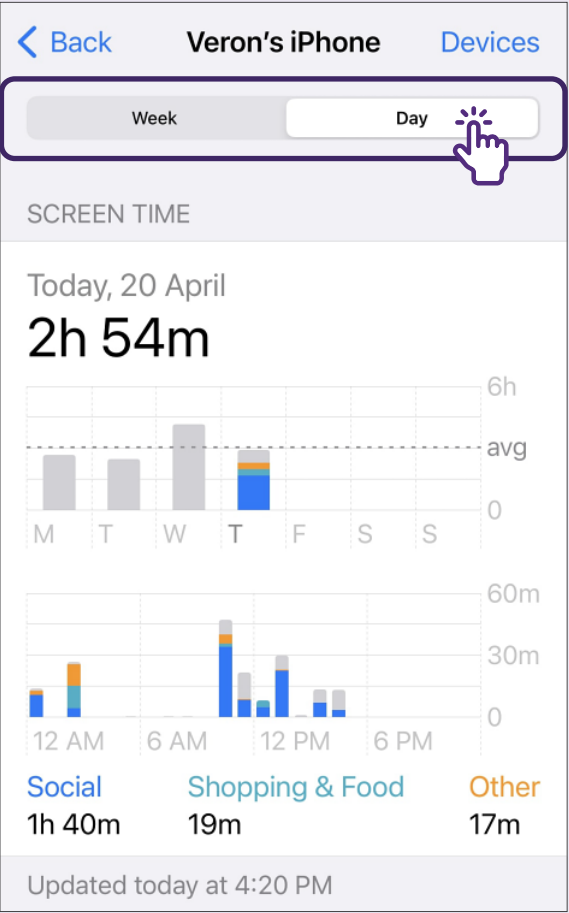 Back Veron’s iPhone Devices
Week Day
SCREEN TIME
Today, 20 April
2h 54m
6h
avg
0
M T W T F S S
60m
30m
0
12 AM 6 AM 12 PM 6 PM
Social Shopping & Food Other
1h 40m 19m 17m
Updated today at 4:20 PM